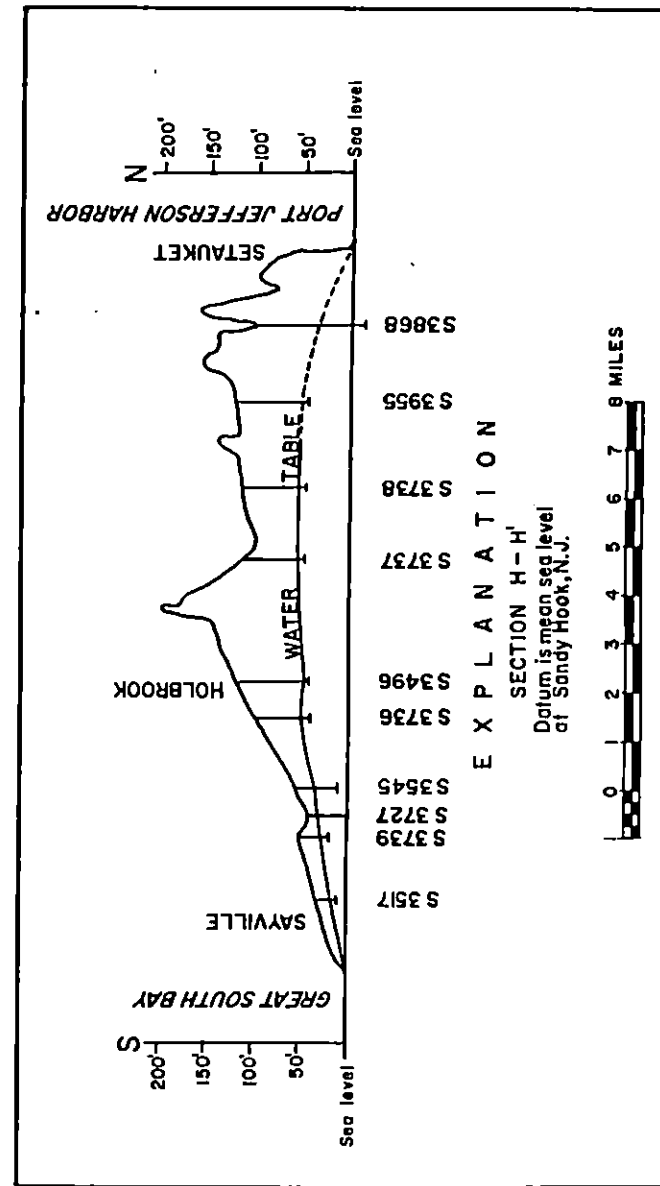 S
N
200'
150'
100'
50'
Sea level
200'
150'
100'
50'
Sea level
GREAT SOUTH BAY
SAYVILLE
HOLBROOK
SETAUKET
PORT JEFFERSON HARBOR
WATER TABLE
S 3517
S 3739
S 3727
S 3545
S 3736
S 3496
S 3737
S 3738
S 3955
S 3868
EXPLANATION
SECTION H-H'
Datum is mean sea level
at Sandy Hook, N.J.
1 0 1 2 3 4 5 6 7 8 MILES